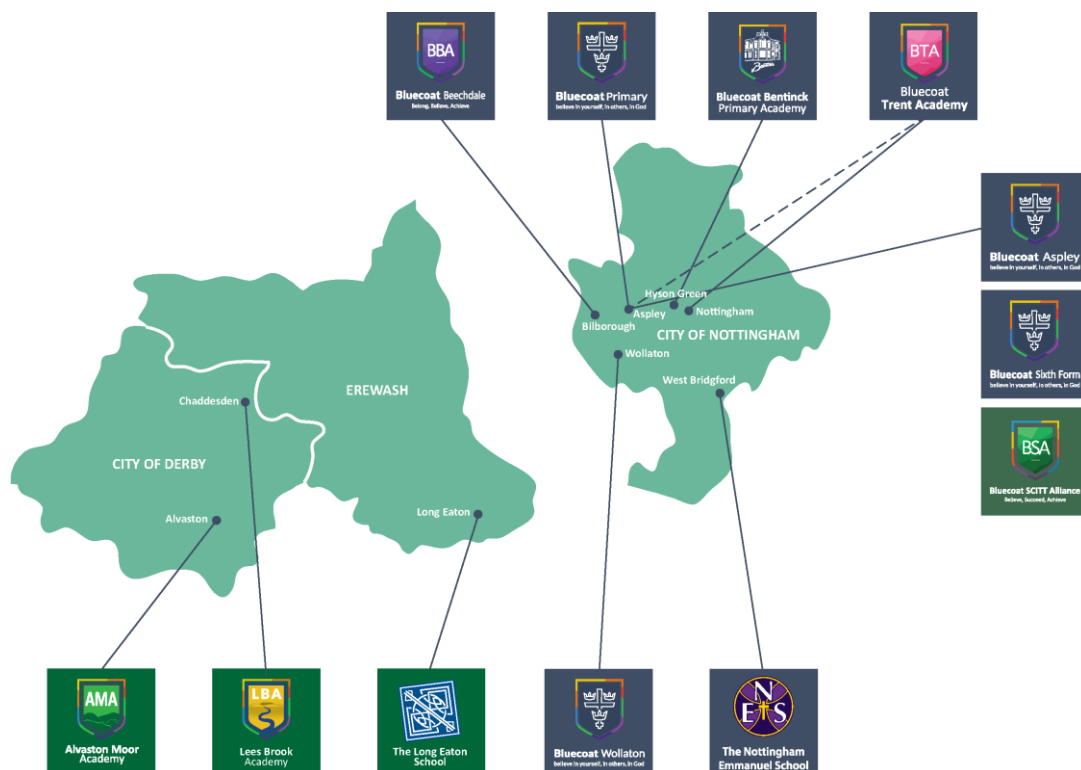 BBA
Bluecoat Beechdale
Belong, Believe, Achieve
Bluecoat Primary
believe in yourself, in others, in God
Bluecoat Bentinck
Primary Academy
BTA
Bluecoat
Trent Academy
Bluecoat Aspley
believe in yourself, in others, in God
Bluecoat Sixth Form
believe in yourself, in others, in God
BSA
Bluecoat SCITT Alliance
Believe, Succeed, Achieve
Hyson Green
Aspley
Nottingham
Bilborough
CITY OF NOTTINGHAM
Wollaton
West Bridgford
EREWASH
Chaddesden
CITY OF DERBY
Alvaston
Long Eaton
AMA
Alvaston Moor
Academy
LBA
Lees Brook
Academy
The Long Eaton
School
Bluecoat Wollaton
believe in yourself, in others, in God
N
E S
The Nottingham
Emmanuel School